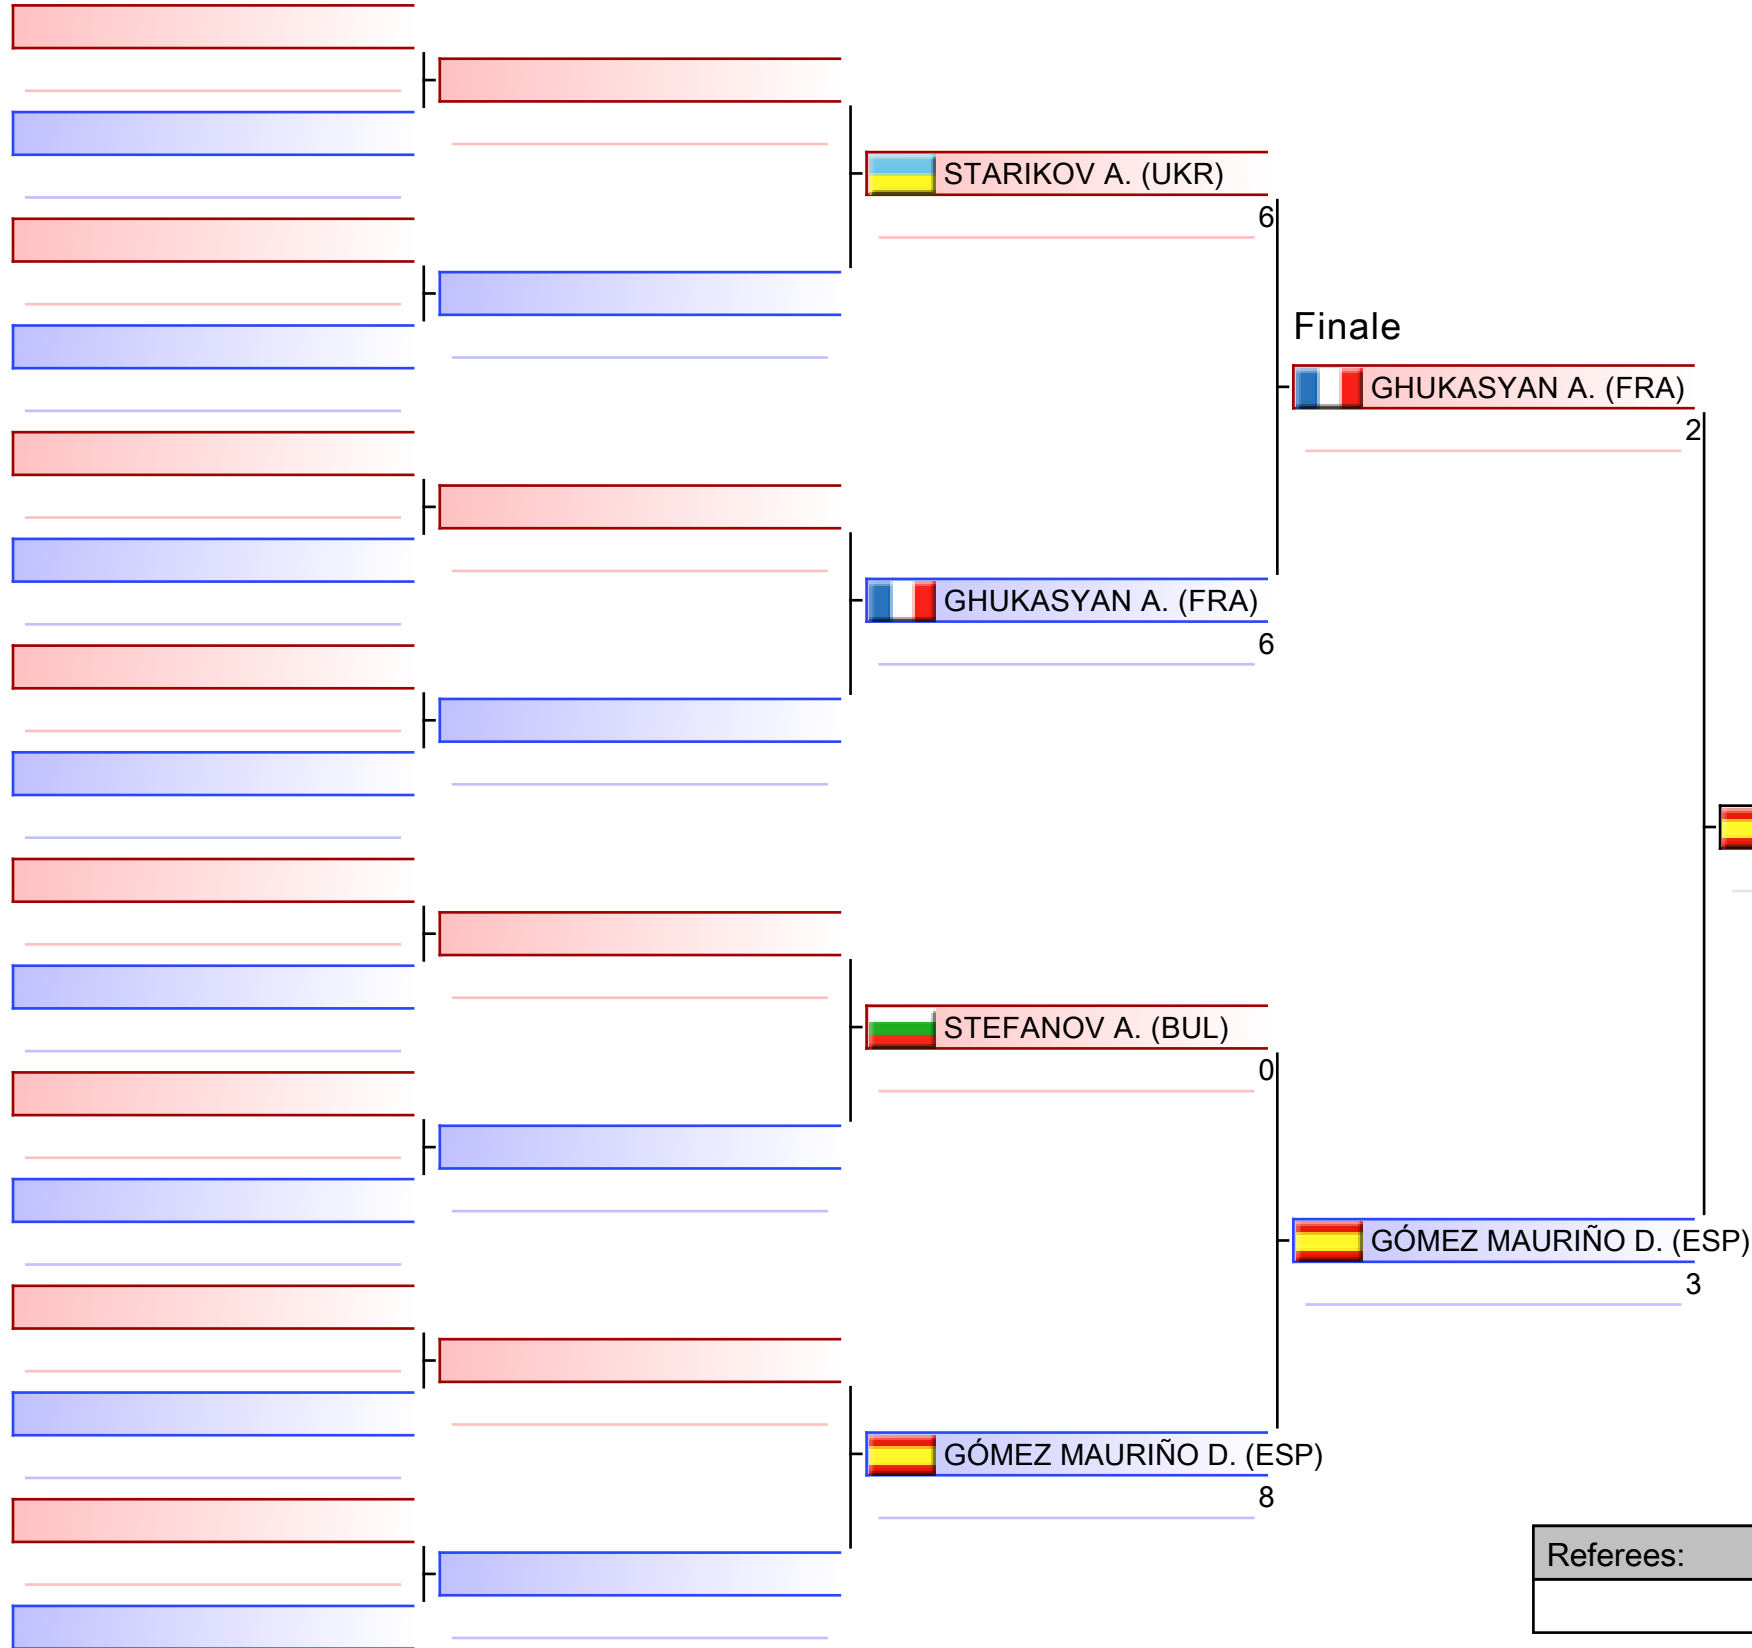 STARIKOV A. (UKR)
6
Finale
GHUKASYAN A. (FRA)
2
GHUKASYAN A. (FRA)
6
STEFANOV A. (BUL)
0
GÓMEZ MAURIÑO D. (ESP)
3
GÓMEZ MAURIÑO D. (ESP)
8
Referees: